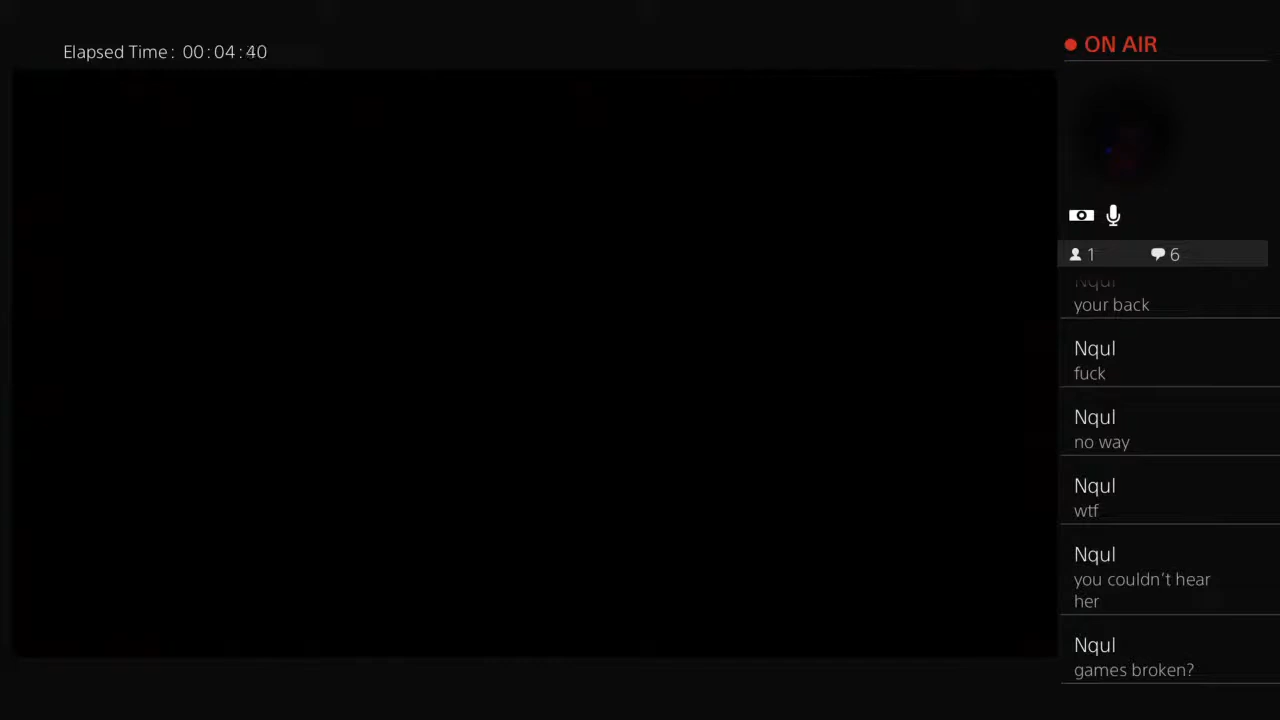 Elapsed Time: 00:04:40
ON AIR
1
6
Nqul
your back
Nqul
fuck
Nqul
no way
Nqul
wtf
Nqul
you couldn't hear
her
Nqul
games broken?